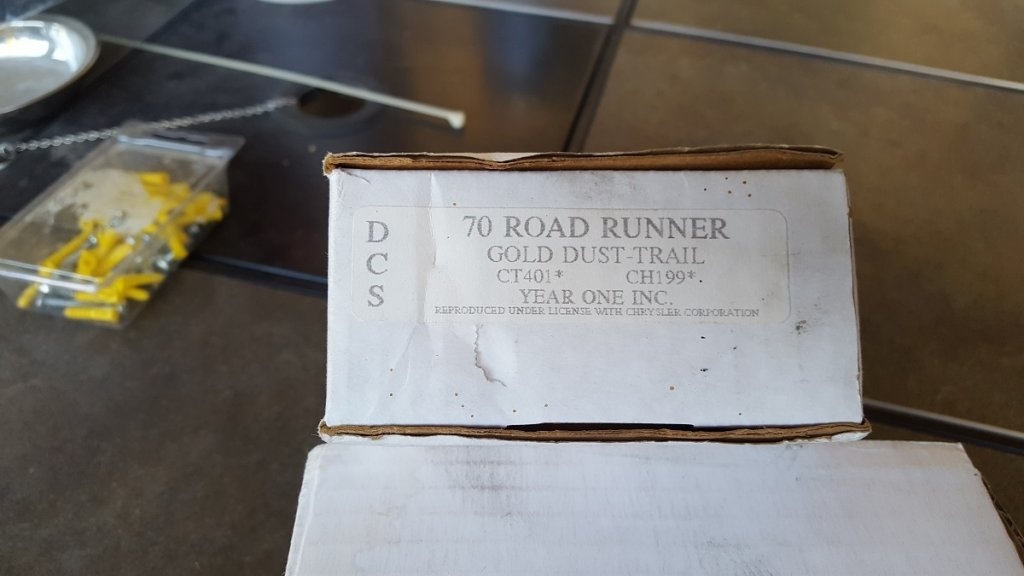 D C S
70 ROAD RUNNER
GOLD DUST-TRAIL
CT401* CH199*.
YEAR ONE INC.
REPRODUCED UNDER LICENSE WITH CHRYSLER CORPORATION